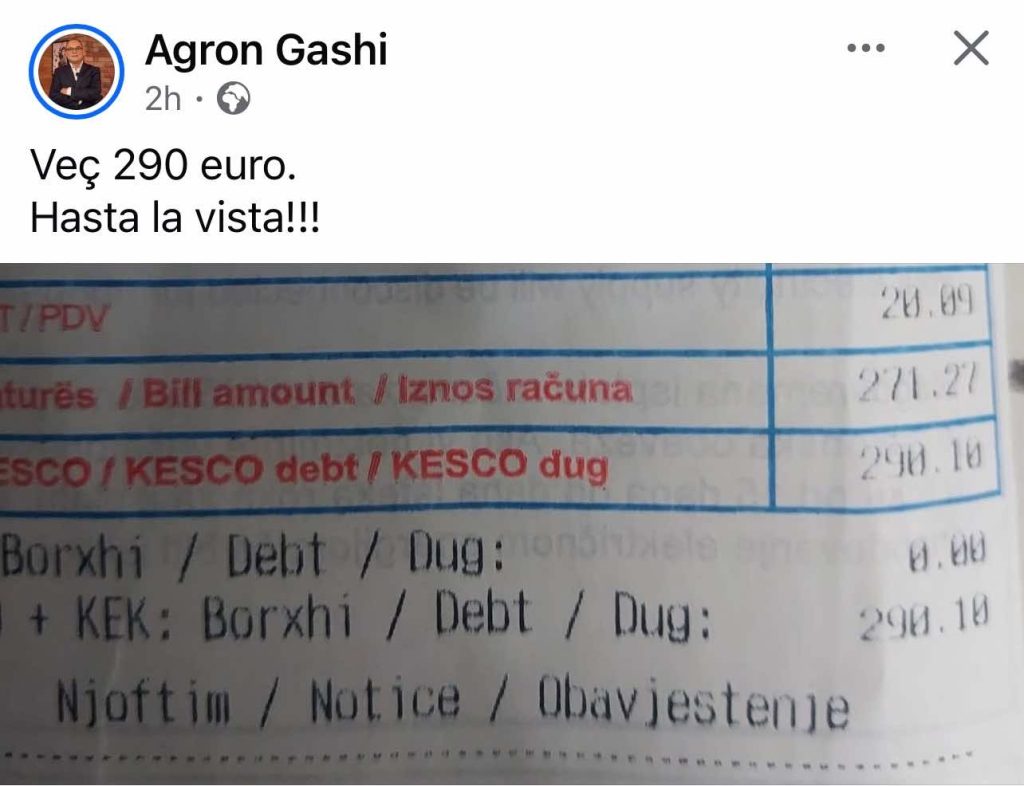 Agron Gashi
2h
Veç 290 euro.
Hasta la vista!!!
T/PDV 20.09
turës / Bill amount / Iznos računa 271.27
ESCO / KESCO debt / KESCO dug 290.10
Borxhi / Debt / Dug: 0.00
+ KEK: Borxhi / Debt / Dug: 290.10
Njoftim / Notice / Obavjestenje